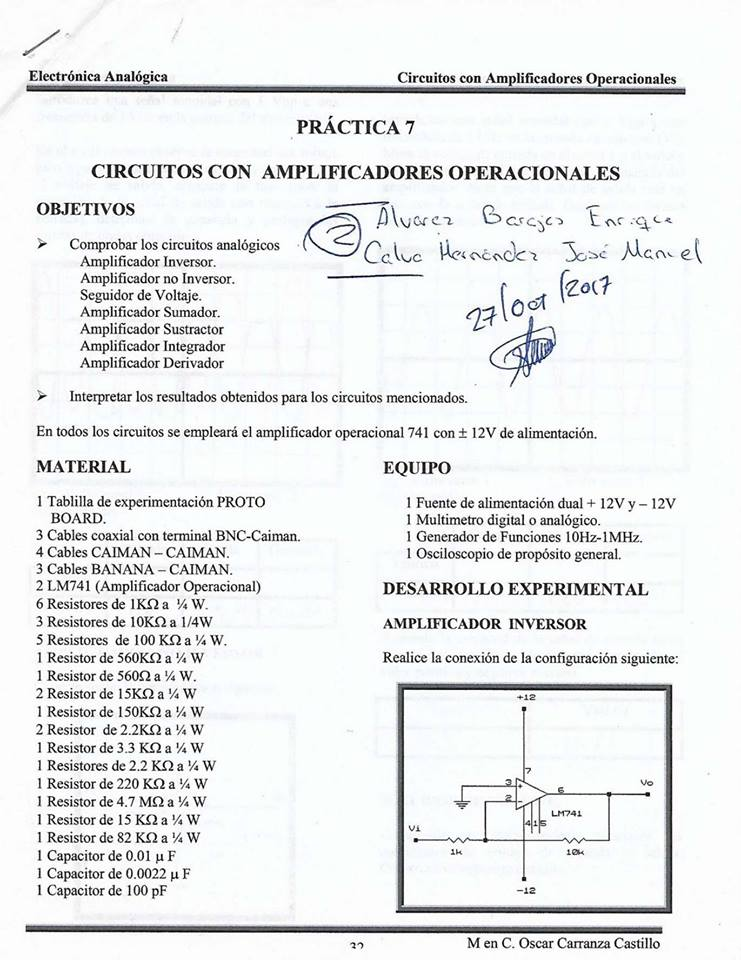 Electrónica Analógica
Circuitos con Amplificadores Operacionales
PRÁCTICA 7
CIRCUITOS CON AMPLIFICADORES OPERACIONALES
OBJETIVOS
2
Alvarez Barajas Enrique
Calva Hernández José Manuel
27/Oct/2017
➢ Comprobar los circuitos analógicos
Amplificador Inversor.
Amplificador no Inversor.
Seguidor de Voltaje.
Amplificador Sumador.
Amplificador Sustractor
Amplificador Integrador
Amplificador Derivador
➢ Interpretar los resultados obtenidos para los circuitos mencionados.
En todos los circuitos se empleará el amplificador operacional 741 con ± 12V de alimentación.
MATERIAL
1 Tablilla de experimentación PROTO
BOARD.
3 Cables coaxial con terminal BNC-Caiman.
4 Cables CAIMAN – CAIMAN.
3 Cables BANANA – CAIMAN.
2 LM741 (Amplificador Operacional)
6 Resistores de 1KΩ a ¼ W.
3 Resistores de 10KΩ a 1/4W
5 Resistores de 100 KΩ a ¼ W.
1 Resistor de 560KΩ a ¼ W
1 Resistor de 560Ω a ¼ W.
2 Resistor de 15KΩ a ¼ W
1 Resistor de 150KΩ a ¼ W
2 Resistor de 2.2KΩ a ¼ W
1 Resistor de 3.3 KΩ a ¼ W
1 Resistores de 2.2 KΩ a ¼ W
1 Resistor de 220 KΩ a ¼ W
1 Resistor de 4.7 MΩ a ¼ W
1 Resistor de 15 KΩ a ¼ W
1 Resistor de 82 KΩ a ¼ W
1 Capacitor de 0.01 µ F
1 Capacitor de 0.0022 µ F
1 Capacitor de 100 pF
EQUIPO
1 Fuente de alimentación dual + 12V y – 12V
1 Multimetro digital o analógico.
1 Generador de Funciones 10Hz-1MHz.
1 Osciloscopio de propósito general.
DESARROLLO EXPERIMENTAL
AMPLIFICADOR INVERSOR
Realice la conexión de la configuración siguiente:
+12
7
3
+
6
Vo
2
-
LM741
4 1 5
Vi
1k
10k
-12
32
M en C. Oscar Carranza Castillo